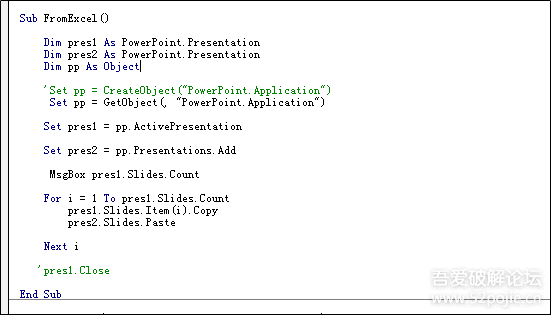 Sub FromExcel()
Dim pres1 As PowerPoint.Presentation
Dim pres2 As PowerPoint.Presentation
Dim pp As Object
'Set pp = CreateObject("PowerPoint.Application")
Set pp = GetObject(, "PowerPoint.Application")
Set pres1 = pp.ActivePresentation
Set pres2 = pp.Presentations.Add
MsgBox pres1.Slides.Count
For i = 1 To pres1.Slides.Count
pres1.Slides.Item(i).Copy
pres2.Slides.Paste
Next i
'pres1.Close
End Sub
吾爱破解论坛
www.52pojie.cn